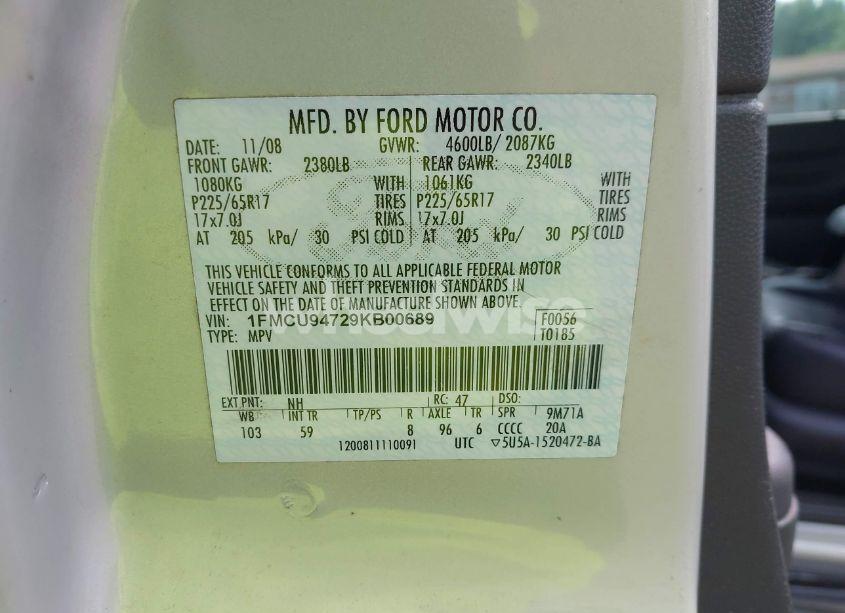 MFD. BY FORD MOTOR CO.
DATE: 11/08 GVWR: 4600LB/ 2087KG
FRONT GAWR: 2380LB REAR GAWR: 2340LB
1080KG WITH 1061KG WITH
P225/65R17 TIRES P225/65R17 TIRES
17x7.0J RIMS 17x7.0J RIMS
AT 205 kPa/ 30 PSI COLD AT 205 kPa/ 30 PSI COLD
THIS VEHICLE CONFORMS TO ALL APPLICABLE FEDERAL MOTOR
VEHICLE SAFETY AND THEFT PREVENTION STANDARDS IN
EFFECT ON THE DATE OF MANUFACTURE SHOWN ABOVE.
VIN: 1FMCU94729KB00689 F0056
TYPE: MPV T0185
EXT PNT: NH RC: 47 DSO:
WB INT TR TP/PS R AXLE TR SPR 9M71A
103 59 8 96 6 CCCC 20A
1200811110091 UTC ▽5U5A-1520472-BA